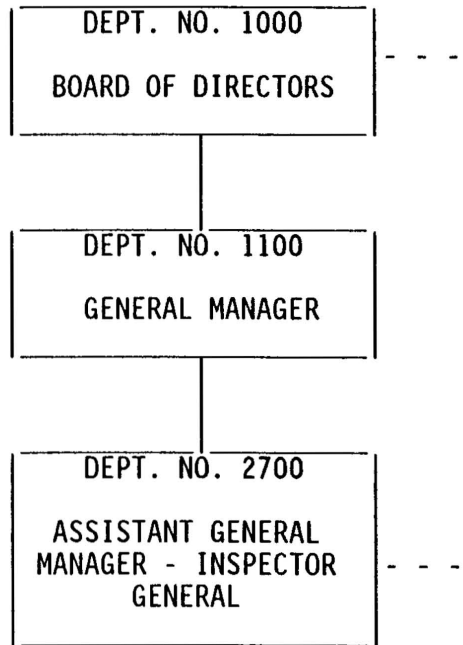 DEPT. NO. 1000
BOARD OF DIRECTORS
DEPT. NO. 1100
GENERAL MANAGER
DEPT. NO. 2700
ASSISTANT GENERAL
MANAGER - INSPECTOR
GENERAL